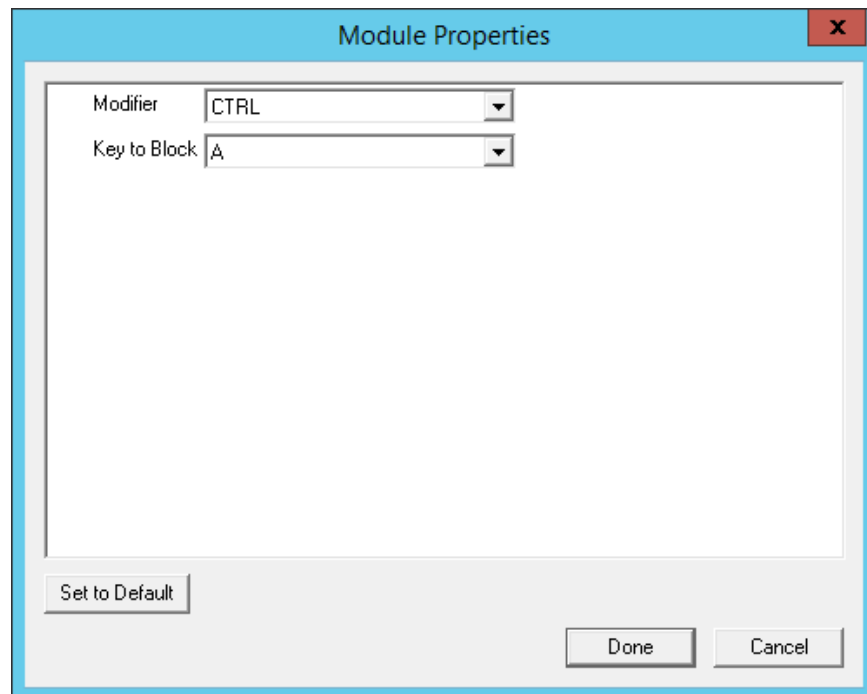 Module Properties
x
Modifier CTRL
Key to Block A
Set to Default
Done Cancel